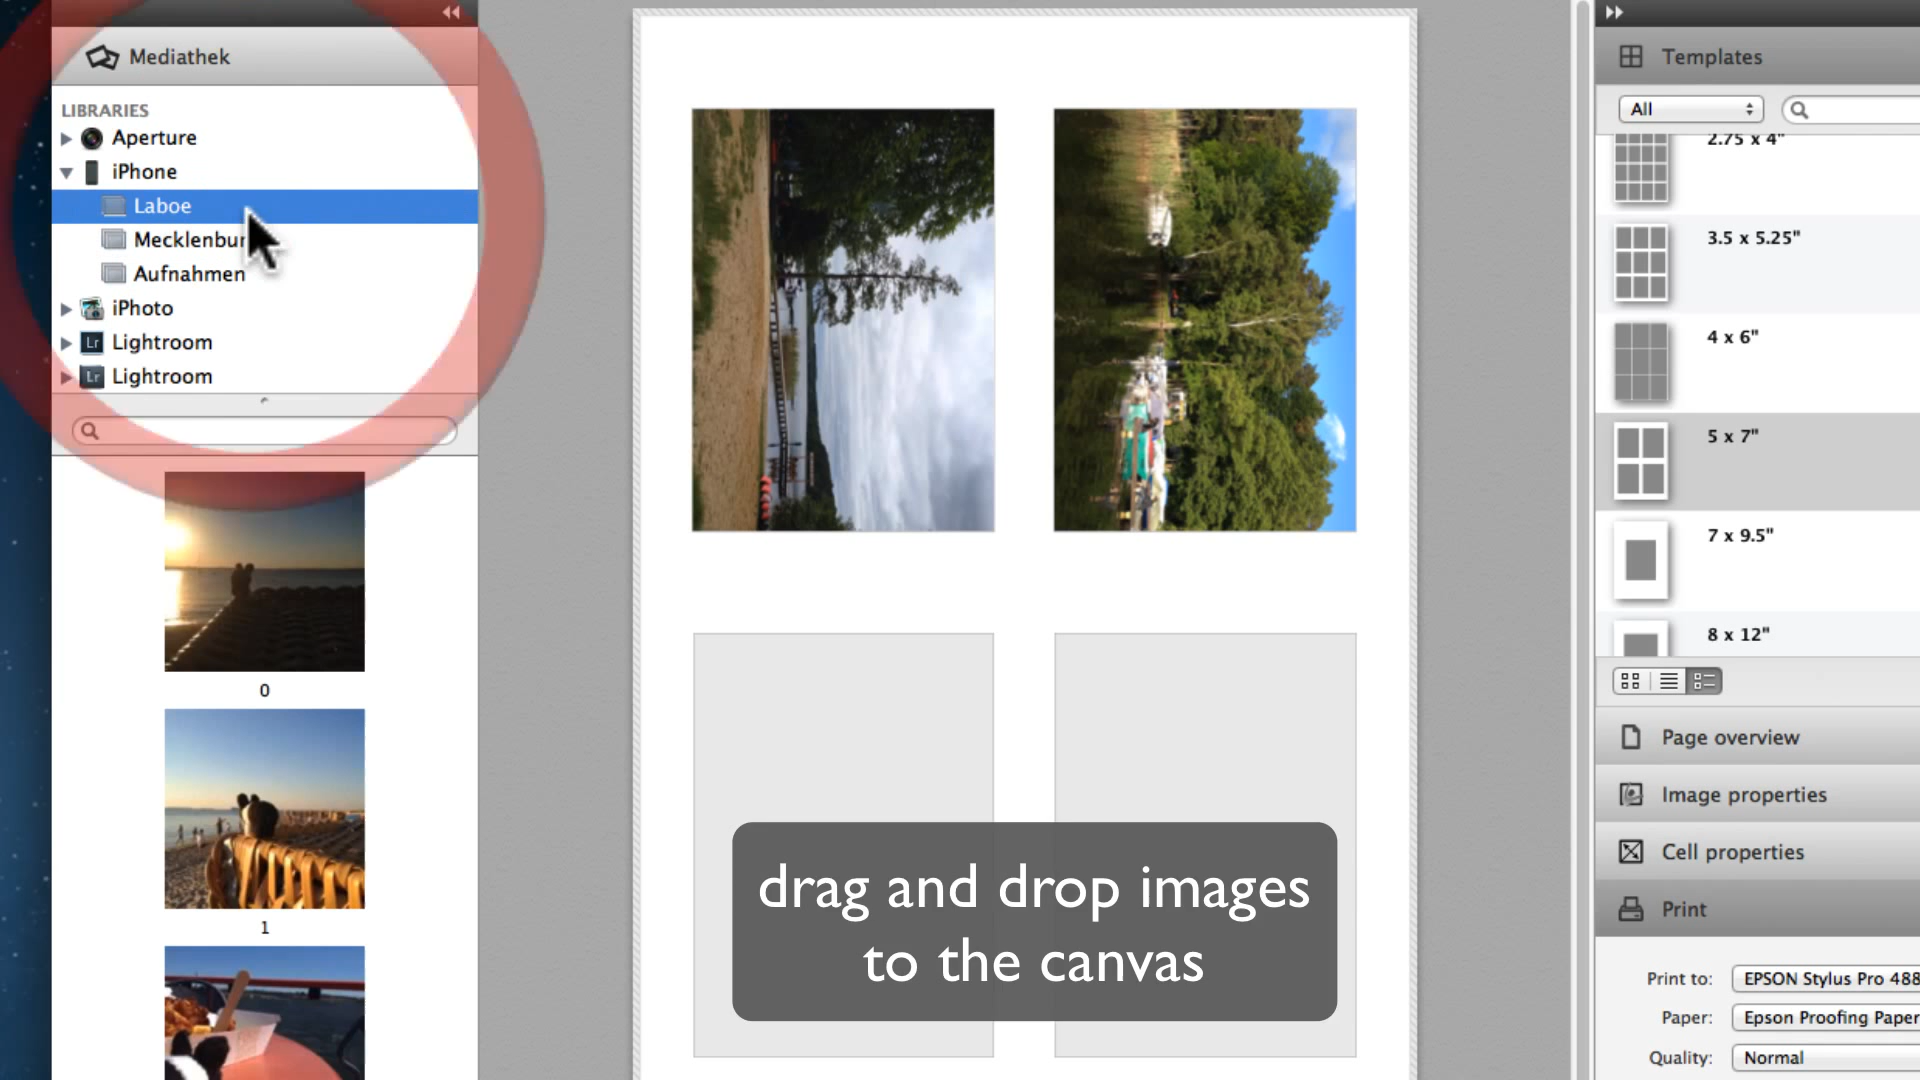 Mediathek
LIBRARIES
Aperture
iPhone
Laboe
Mecklenbur
Aufnahmen
iPhoto
Lr Lightroom
Lr Lightroom
0
1
drag and drop images
to the canvas
Templates
All
2.75 x 4"
3.5 x 5.25"
4 x 6"
5 x 7"
7 x 9.5"
8 x 12"
Page overview
Image properties
Cell properties
Print
Print to: EPSON Stylus Pro 488
Paper: Epson Proofing Paper
Quality: Normal